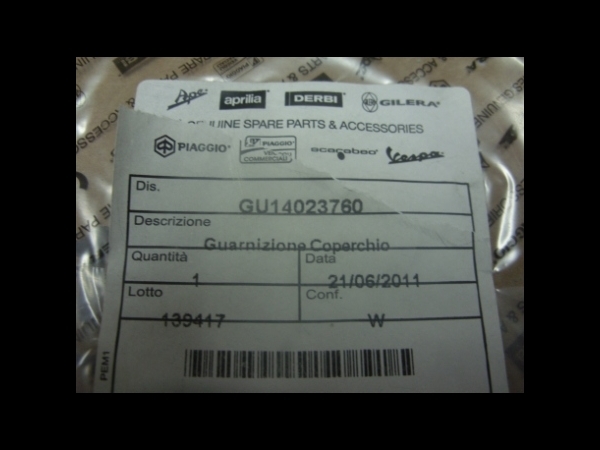 Ape aprilia DERBI GILERA
GENUINE SPARE PARTS & ACCESSORIES
PIAGGIO PIAGGIO scarabeo Vespa
COMMERCIALI
Dis.
GU14023760
Descrizione
Guarnizione Coperchio
Quantità Data
1 21/06/2011
Lotto Conf.
139417 W
PEM1